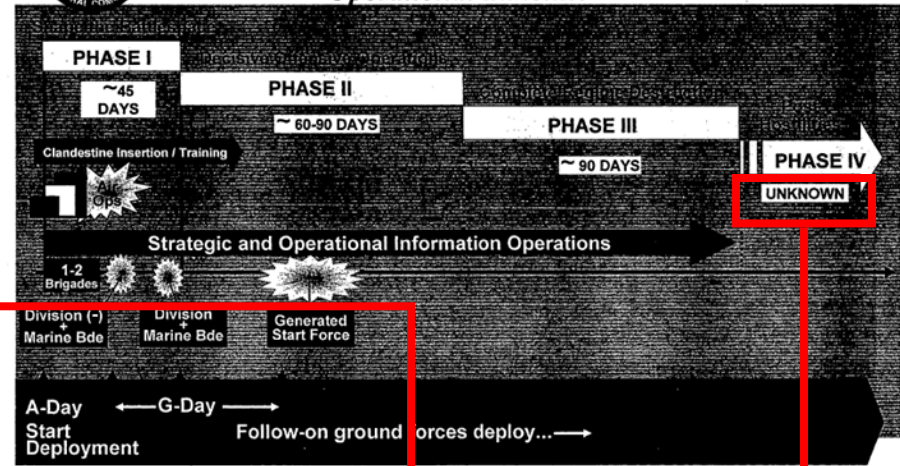 PHASE I
~45
DAYS
PHASE II
~ 60-90 DAYS
PHASE III
~ 90 DAYS
PHASE IV
UNKNOWN
Clandestine Insertion / Training
Air
Ops
Strategic and Operational Information Operations
1-2
Brigades
Division (-)
+
Marine Bde
Division
+
Marine Bde
Generated
Start Force
A-Day
G-Day
Start
Deployment
Follow-on ground forces deploy...